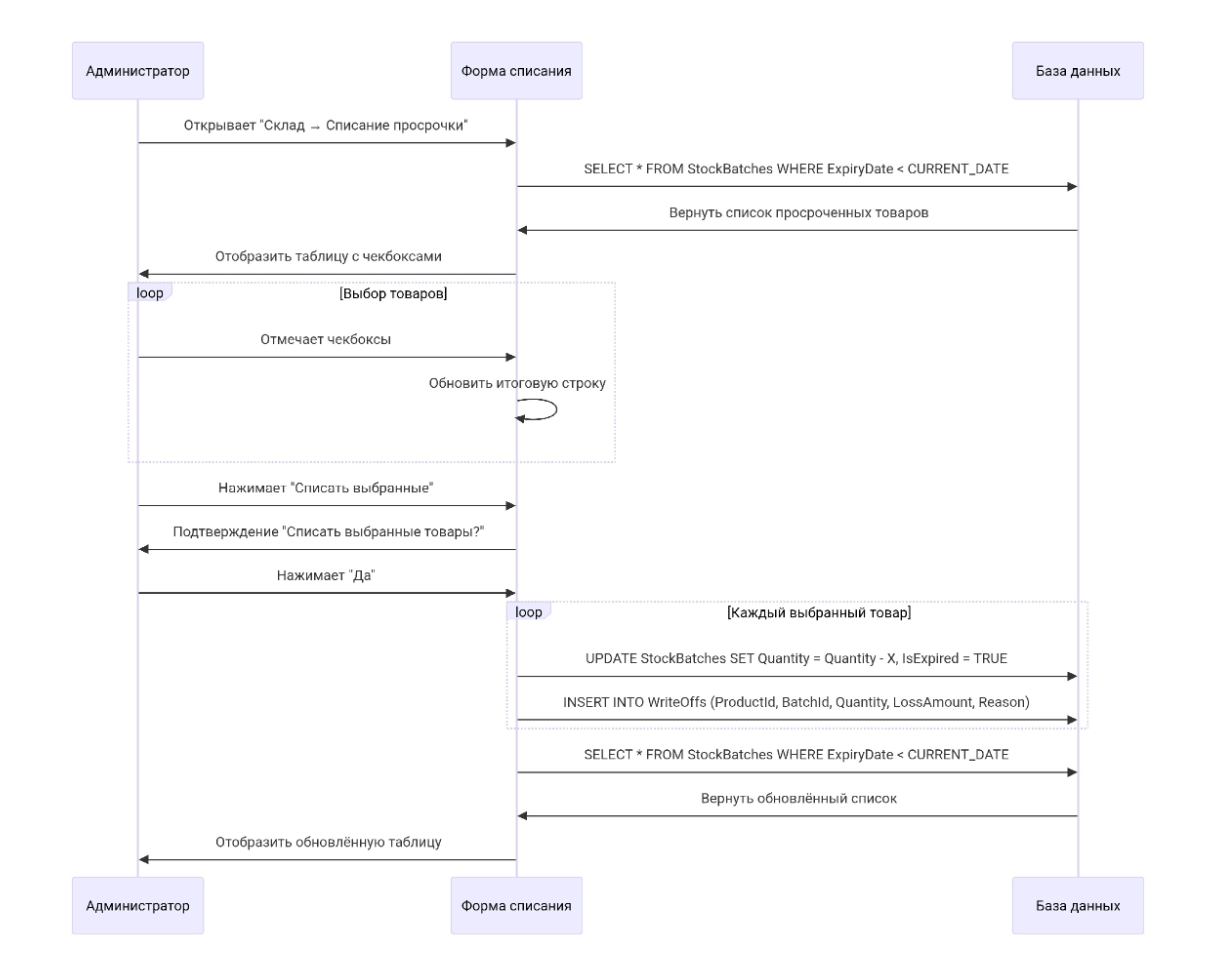 Администратор
Форма списания
База данных
Открывает "Склад → Списание просрочки"
SELECT * FROM StockBatches WHERE ExpiryDate < CURRENT_DATE
Вернуть список просроченных товаров
Отобразить таблицу с чекбоксами
loop
[Выбор товаров]
Отмечает чекбоксы
Обновить итоговую строку
Нажимает "Списать выбранные"
Подтверждение "Списать выбранные товары?"
Нажимает "Да"
loop
[Каждый выбранный товар]
UPDATE StockBatches SET Quantity = Quantity - X, IsExpired = TRUE
INSERT INTO WriteOffs (ProductId, BatchId, Quantity, LossAmount, Reason)
SELECT * FROM StockBatches WHERE ExpiryDate < CURRENT_DATE
Вернуть обновлённый список
Отобразить обновлённую таблицу
Администратор
Форма списания
База данных